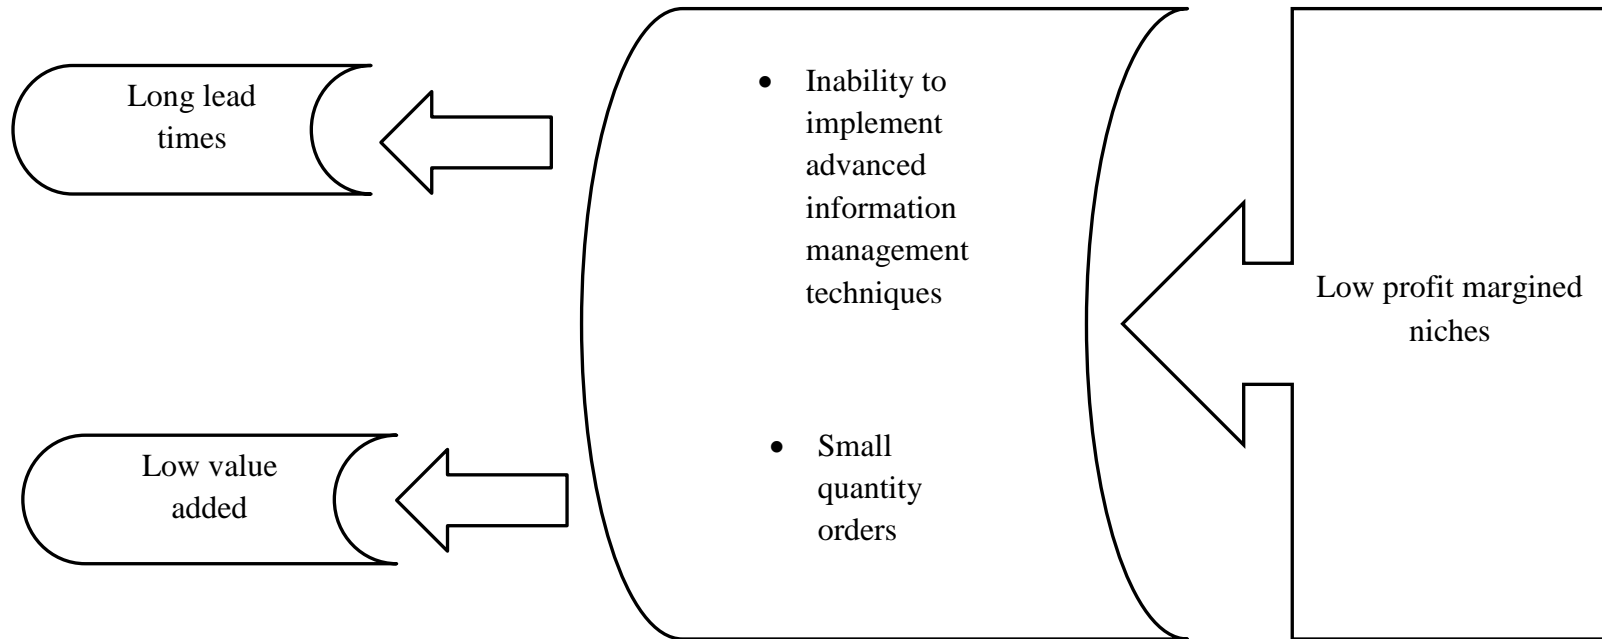 Long lead
times
Low value
added
• Inability to
implement
advanced
information
management
techniques
• Small
quantity
orders
Low profit margined
niches